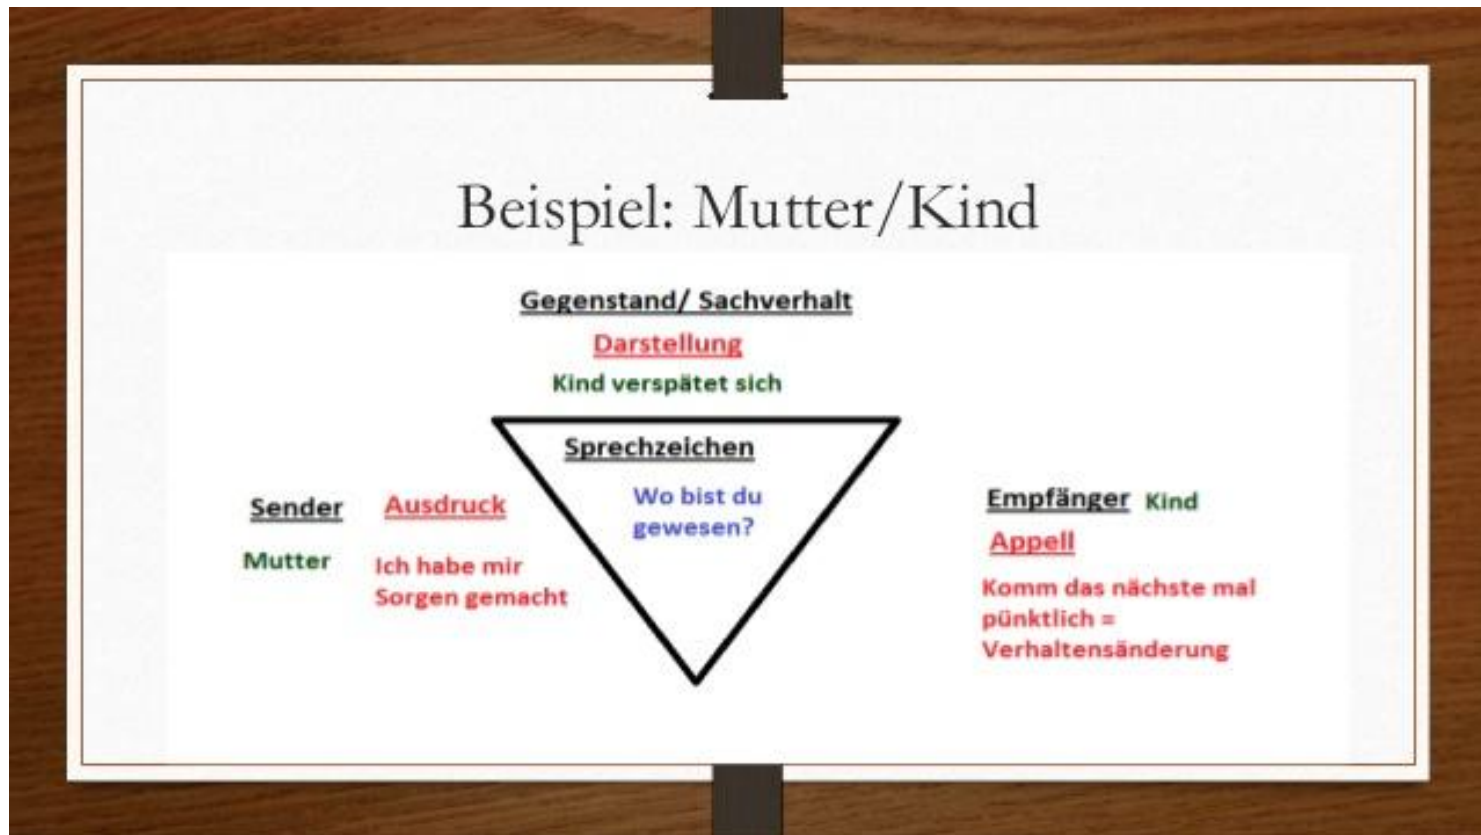 Beispiel: Mutter/Kind
Gegenstand/ Sachverhalt
Darstellung
Kind verspätet sich
Sprechzeichen
Wo bist du
gewesen?
Sender
Ausdruck
Mutter
Ich habe mir
Sorgen gemacht
Empfänger Kind
Appell
Komm das nächste mal
pünktlich =
Verhaltensänderung